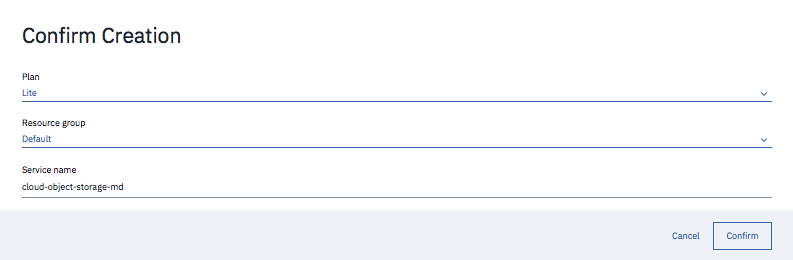 Confirm Creation
Plan
Lite
Resource group
Default
Service name
cloud-object-storage-md
Cancel Confirm